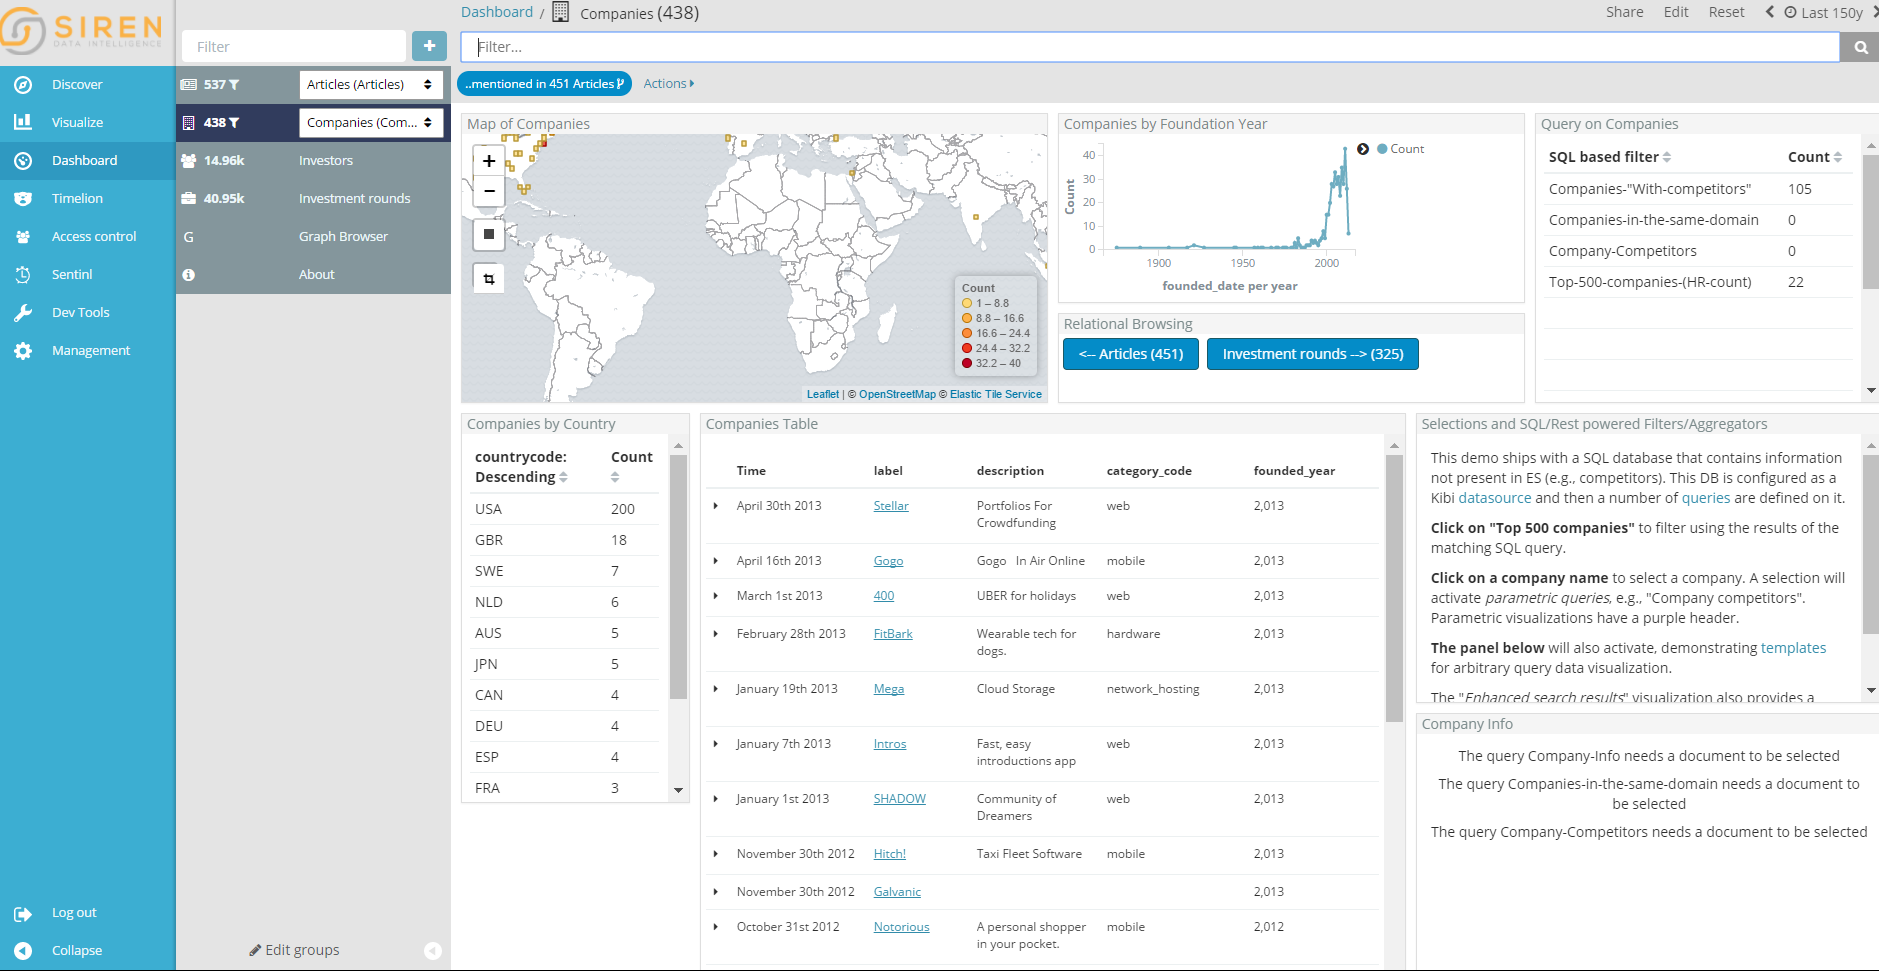 SIREN
DATA INTELLIGENCE
Discover
Visualize
Dashboard
Timelion
Access control
Sentinl
Dev Tools
Management
Log out
Collapse
Filter
+
537 Articles (Articles)
438 Companies (Com...
14.96k Investors
40.95k Investment rounds
G Graph Browser
About
Edit groups
Dashboard / Companies (438)
Share Edit Reset Last 150y
Filter...
..mentioned in 451 Articles Actions
Map of Companies
+
−
Count
1 – 8.8
8.8 – 16.6
16.6 – 24.4
24.4 – 32.2
32.2 – 40
Leaflet | © OpenStreetMap © Elastic Tile Service
Companies by Foundation Year
Count
40
30
20
10
0
Count
1900 1950 2000
founded_date per year
Relational Browsing
<-- Articles (451) Investment rounds --> (325)
Query on Companies
SQL based filter Count
Companies-"With-competitors" 105
Companies-in-the-same-domain 0
Company-Competitors 0
Top-500-companies-(HR-count) 22
Companies by Country
countrycode: Count
Descending
USA 200
GBR 18
SWE 7
NLD 6
AUS 5
JPN 5
CAN 4
DEU 4
ESP 4
FRA 3
Companies Table
Time label description category_code founded_year
April 30th 2013 Stellar Portfolios For web 2,013
Crowdfunding
April 16th 2013 Gogo Gogo In Air Online mobile 2,013
March 1st 2013 400 UBER for holidays web 2,013
February 28th 2013 FitBark Wearable tech for hardware 2,013
dogs.
January 19th 2013 Mega Cloud Storage network_hosting 2,013
January 7th 2013 Intros Fast, easy web 2,013
introductions app
January 1st 2013 SHADOW Community of web 2,013
Dreamers
November 30th 2012 Hitch! Taxi Fleet Software mobile 2,013
November 30th 2012 Galvanic 2,013
October 31st 2012 Notorious A personal shopper mobile 2,012
in your pocket.
Selections and SQL/Rest powered Filters/Aggregators
This demo ships with a SQL database that contains information
not present in ES (e.g., competitors). This DB is configured as a
Kibi datasource and then a number of queries are defined on it.
Click on "Top 500 companies" to filter using the results of the
matching SQL query.
Click on a company name to select a company. A selection will
activate parametric queries, e.g., "Company competitors".
Parametric visualizations have a purple header.
The panel below will also activate, demonstrating templates
for arbitrary query data visualization.
The "Enhanced search results" visualization also provides a
Company Info
The query Company-Info needs a document to be selected
The query Companies-in-the-same-domain needs a document to
be selected
The query Company-Competitors needs a document to be selected